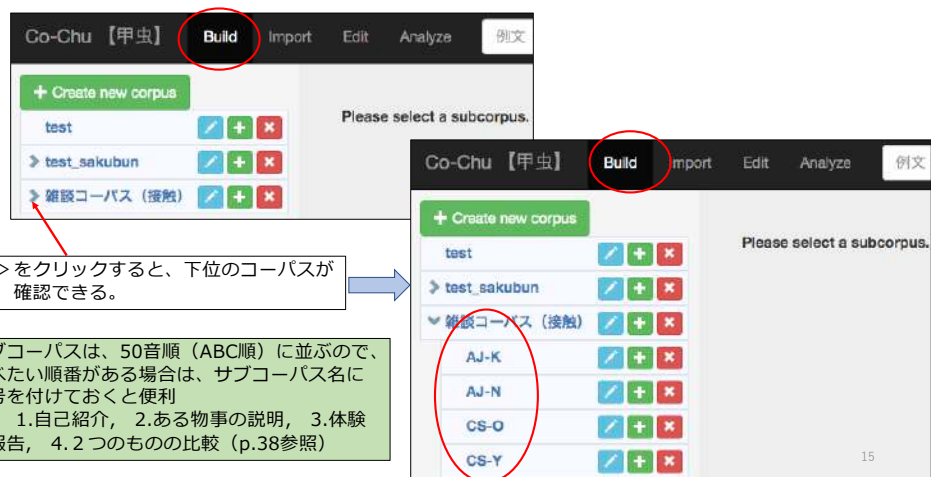 Co-Chu 【甲虫】 Build Import Edit Analyze 例文
+ Create new corpus
test
Please select a subcorpus.
test_sakubun
雑談コーパス（接触）
＞をクリックすると、下位のコーパスが
確認できる。
ブコーパスは、50音順（ABC順）に並ぶので、
べたい順番がある場合は、サブコーパス名に
号を付けておくと便利
1.自己紹介, 2.ある物事の説明, 3.体験
報告, 4.２つのものの比較（p.38参照）
Co-Chu 【甲虫】 Build Import Edit Analyze 例文
+ Create new corpus
test
Please select a subcorpus.
test_sakubun
雑談コーパス（接触）
AJ-K
AJ-N
CS-O
CS-Y
15